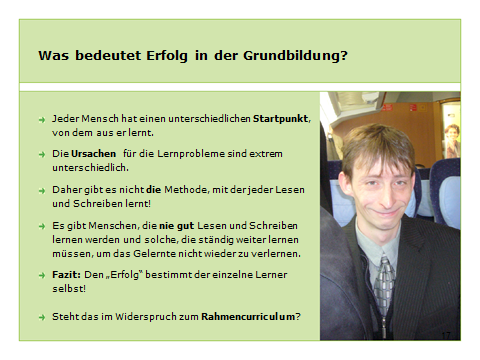 Was bedeutet Erfolg in der Grundbildung?
Jeder Mensch hat einen unterschiedlichen Startpunkt,
von dem aus er lernt.
Die Ursachen für die Lernprobleme sind extrem
unterschiedlich.
Daher gibt es nicht die Methode, mit der jeder Lesen
und Schreiben lernt!
Es gibt Menschen, die nie gut Lesen und Schreiben
lernen werden und solche, die ständig weiter lernen
müssen, um das Gelernte nicht wieder zu verlernen.
Fazit: Den „Erfolg“ bestimmt der einzelne Lerner
selbst!
Steht das im Widerspruch zum Rahmencurriculum?
17